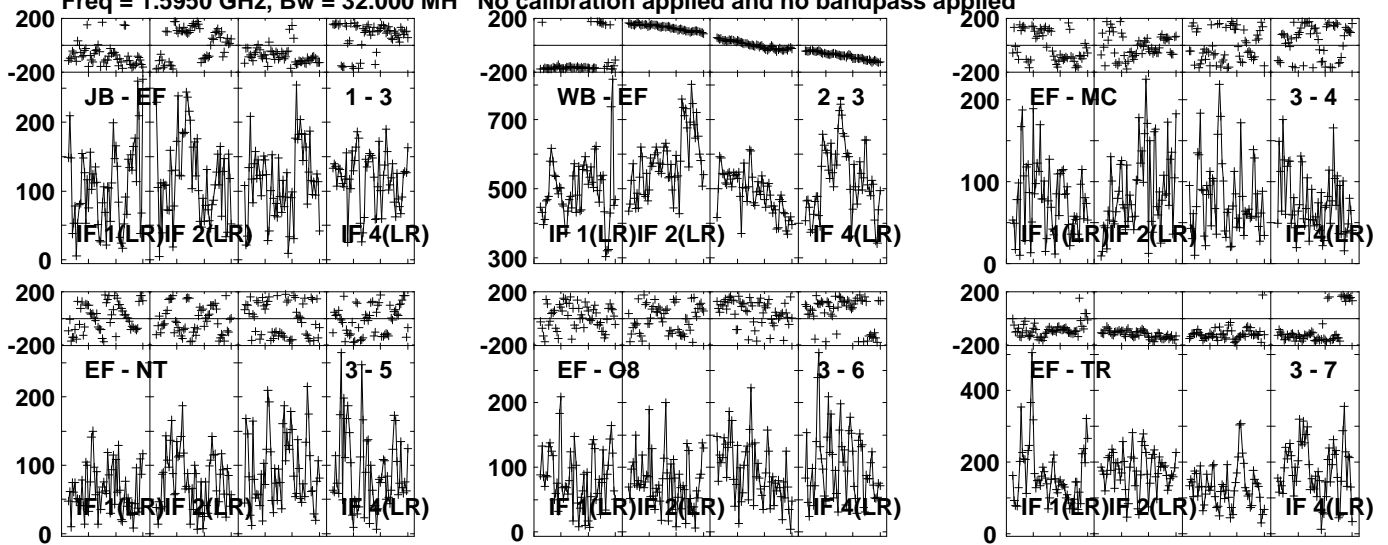 Freq = 1.5950 GHz, Bw = 32.000 MH No calibration applied and no bandpass applied
200
-200
JB - EF 1 - 3
200
100
0
IF 1(LR) IF 2(LR) IF 4(LR)
WB - EF 2 - 3
700
500
300
IF 1(LR) IF 2(LR) IF 4(LR)
200
-200
EF - MC 3 - 4
200
100
0
IF 1(LR) IF 2(LR) IF 4(LR)
200
-200
EF - NT 3 - 5
200
100
0
IF 1(LR) IF 2(LR) IF 4(LR)
200
-200
EF - O8 3 - 6
200
100
0
IF 1(LR) IF 2(LR) IF 4(LR)
200
-200
EF - TR 3 - 7
400
200
0
IF 1(LR) IF 2(LR) IF 4(LR)